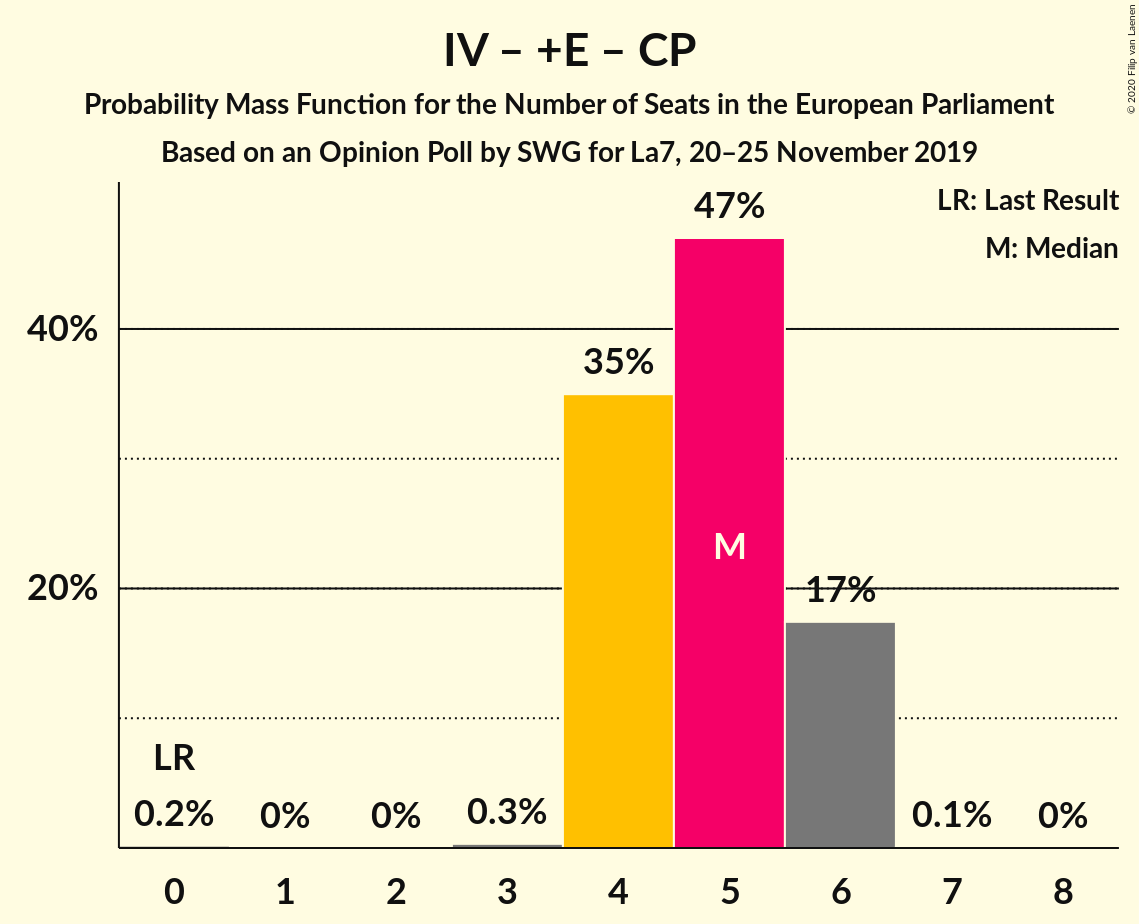 IV – +E – CP
Probability Mass Function for the Number of Seats in the European Parliament
Based on an Opinion Poll by SWG for La7, 20–25 November 2019
© 2020 Filip van Laenen
LR: Last Result
M: Median
47%
40%
35%
M
20%
17%
LR
0.2% 0% 0% 0.3% 0.1% 0%
0 1 2 3 4 5 6 7 8